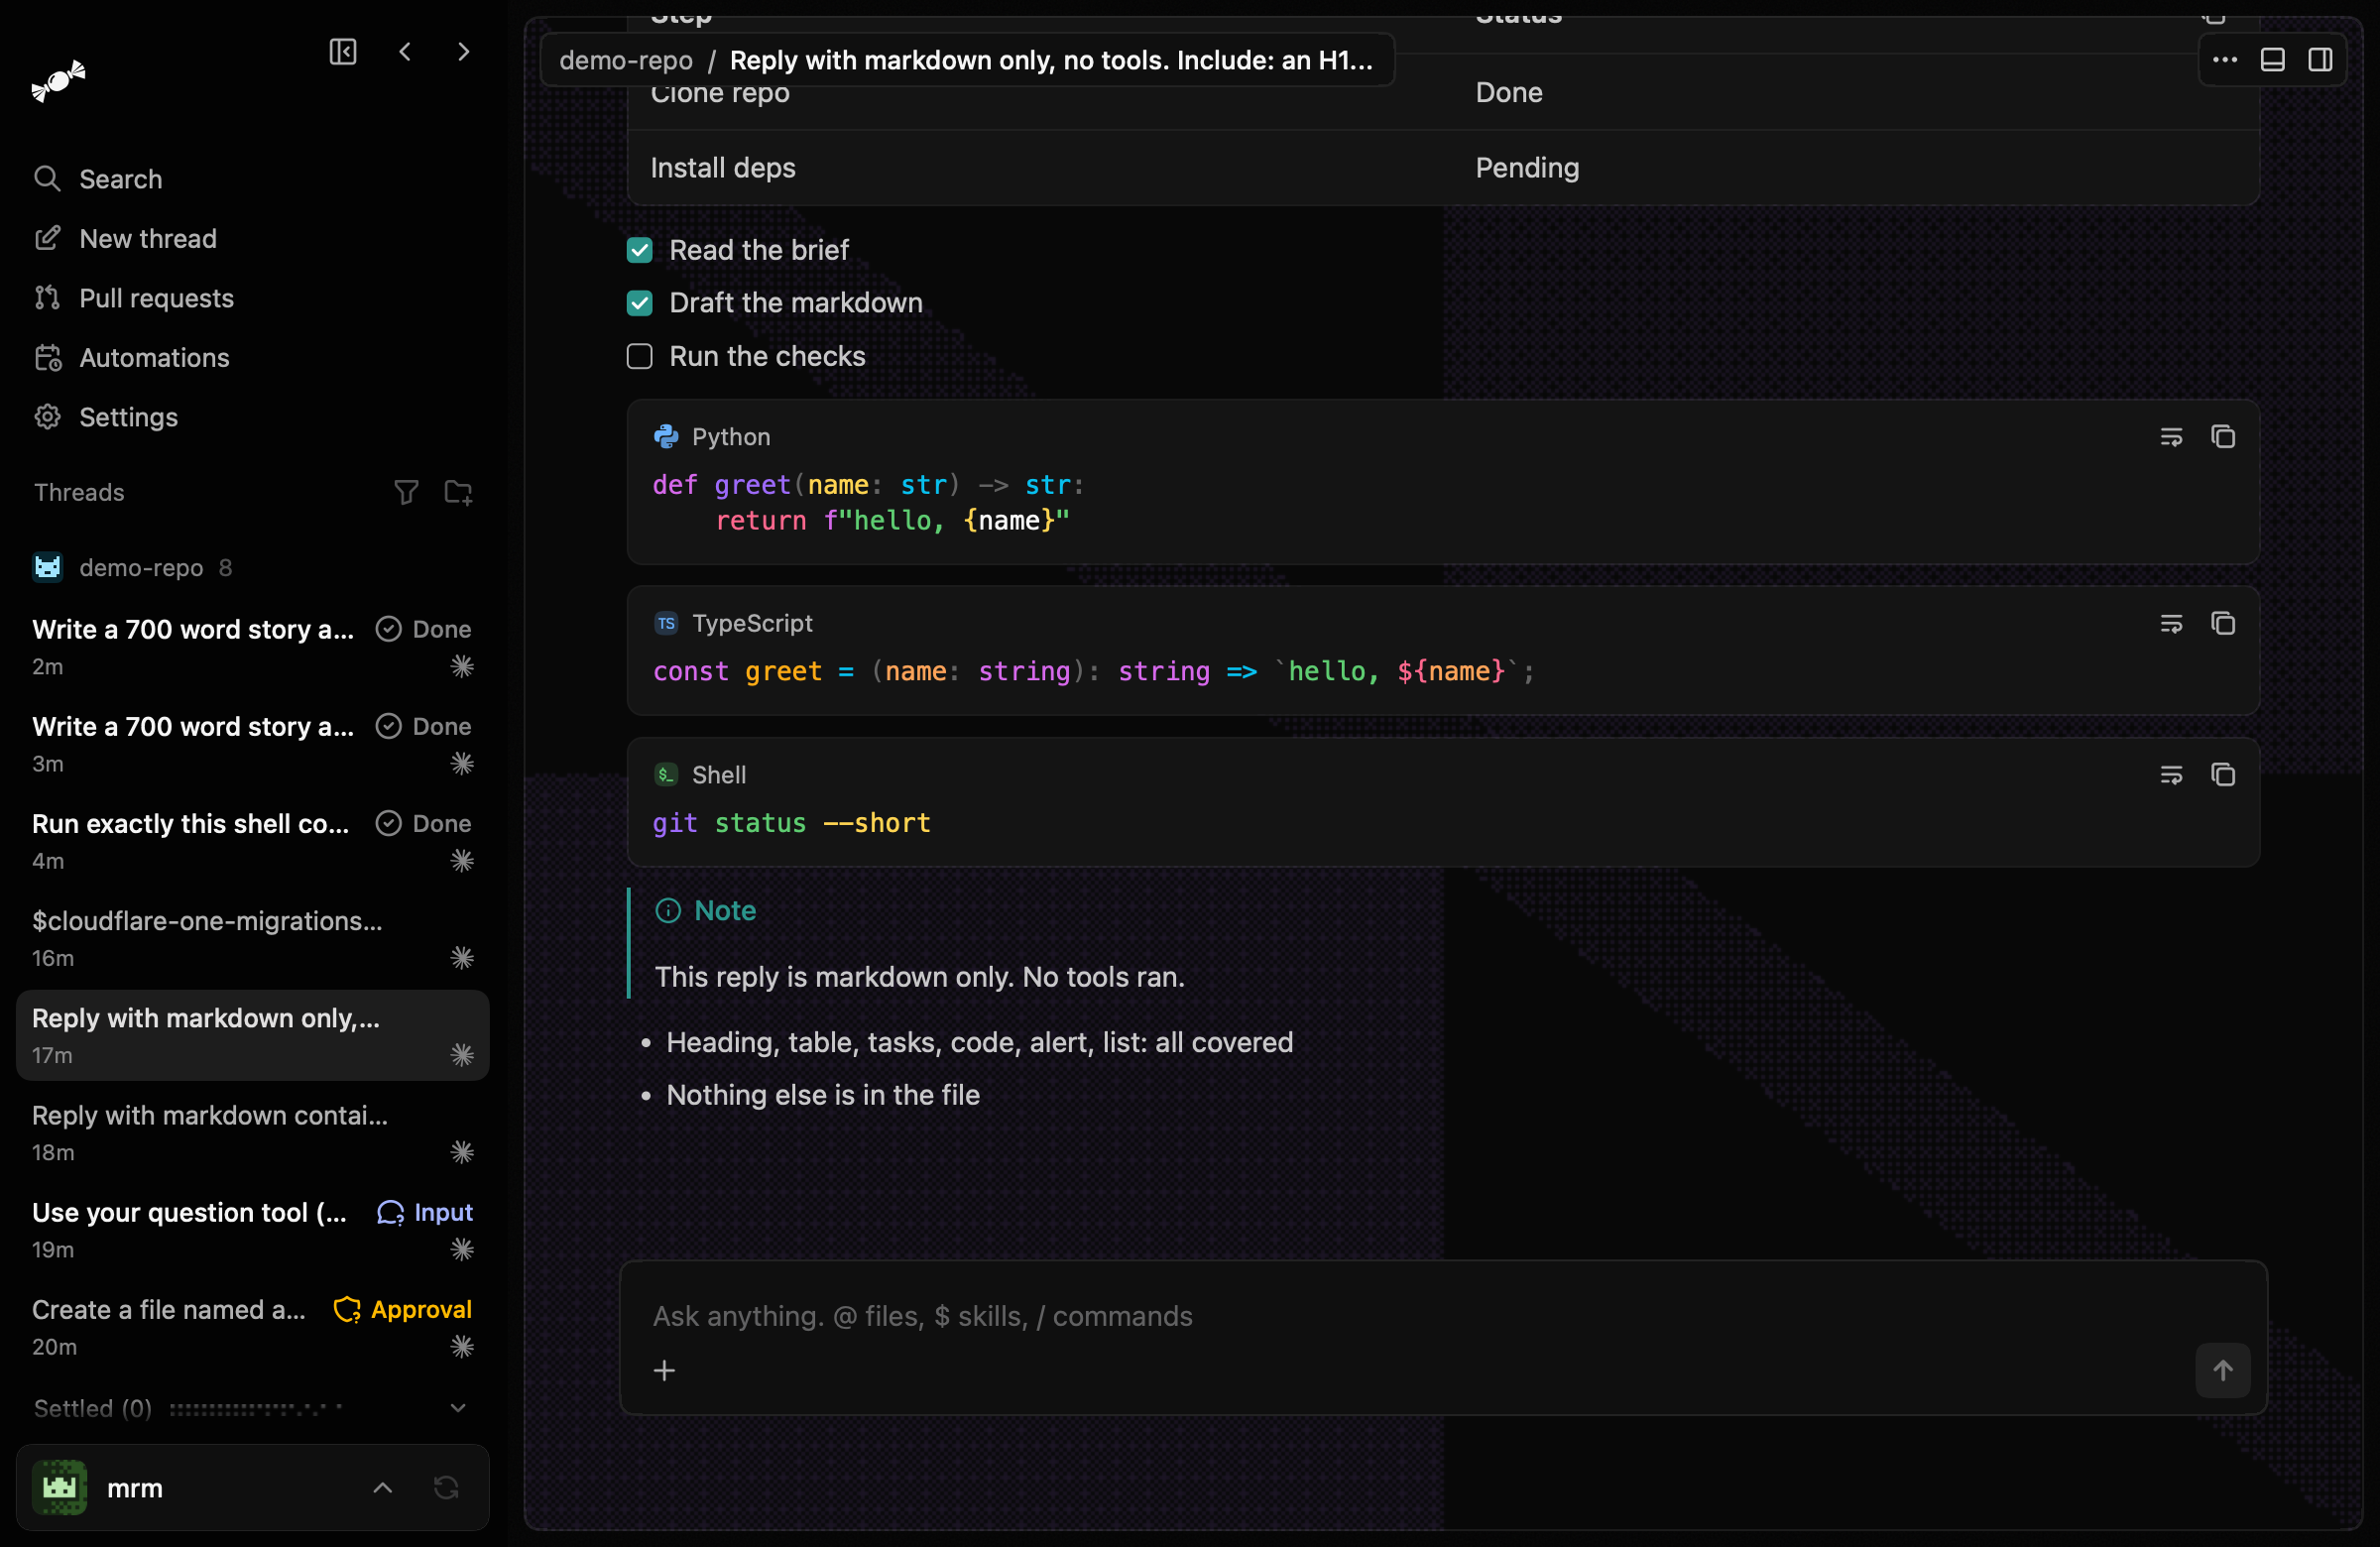 Search
New thread
Pull requests
Automations
Settings
Threads
demo-repo 8
Write a 700 word story a... Done
2m
Write a 700 word story a... Done
3m
Run exactly this shell co... Done
4m
$cloudflare-one-migrations...
16m
Reply with markdown only,...
17m
Reply with markdown contai...
18m
Use your question tool (... Input
19m
Create a file named a... Approval
20m
Settled (0)
mrm
Step Status
demo-repo / Reply with markdown only, no tools. Include: an H1...
Clone repo Done
Install deps Pending
Read the brief
Draft the markdown
Run the checks
Python
def greet(name: str) -> str:
    return f"hello, {name}"
TS TypeScript
const greet = (name: string): string => `hello, ${name}`;
$_ Shell
git status --short
Note
This reply is markdown only. No tools ran.
• Heading, table, tasks, code, alert, list: all covered
• Nothing else is in the file
Ask anything. @ files, $ skills, / commands